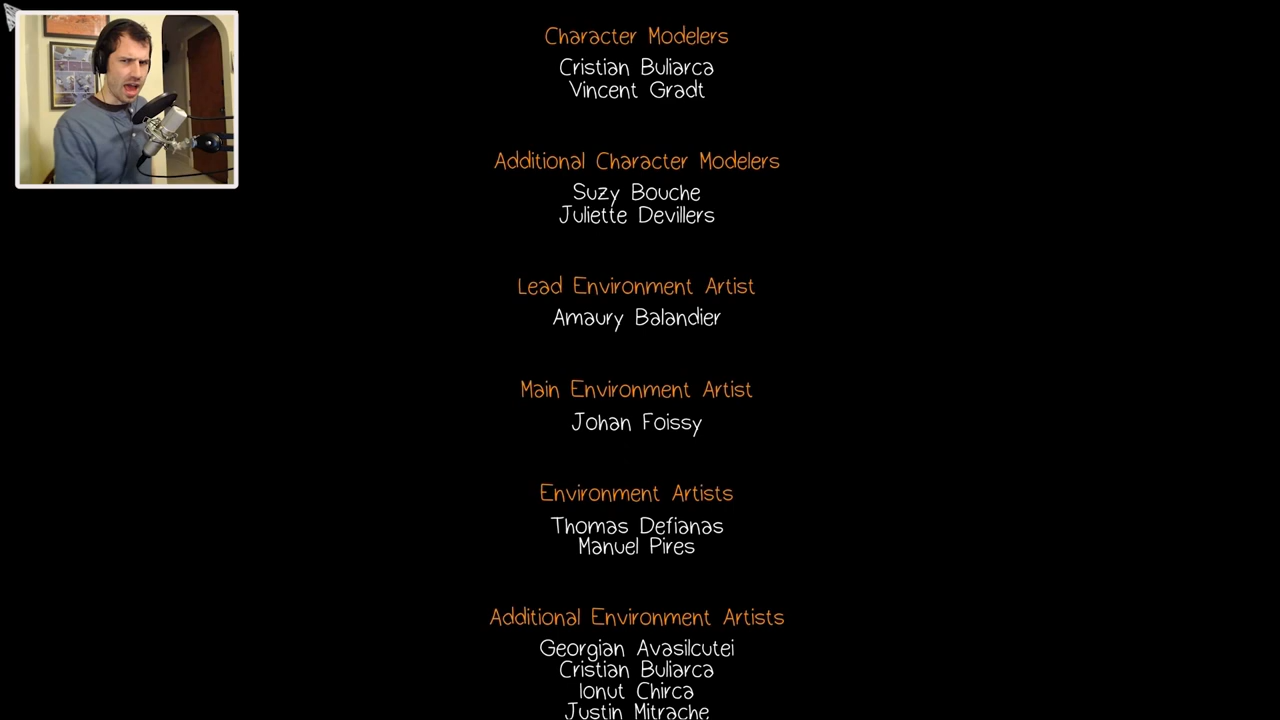 Character Modelers
Cristian Buliarca
Vincent Gradt
Additional Character Modelers
Suzy Bouche
Juliette Devillers
Lead Environment Artist
Amaury Balandier
Main Environment Artist
Johan Foissy
Environment Artists
Thomas Defianas
Manuel Pires
Additional Environment Artists
Georgian Avasilcutei
Cristian Buliarca
Ionut Chirca
Justin Mitrache